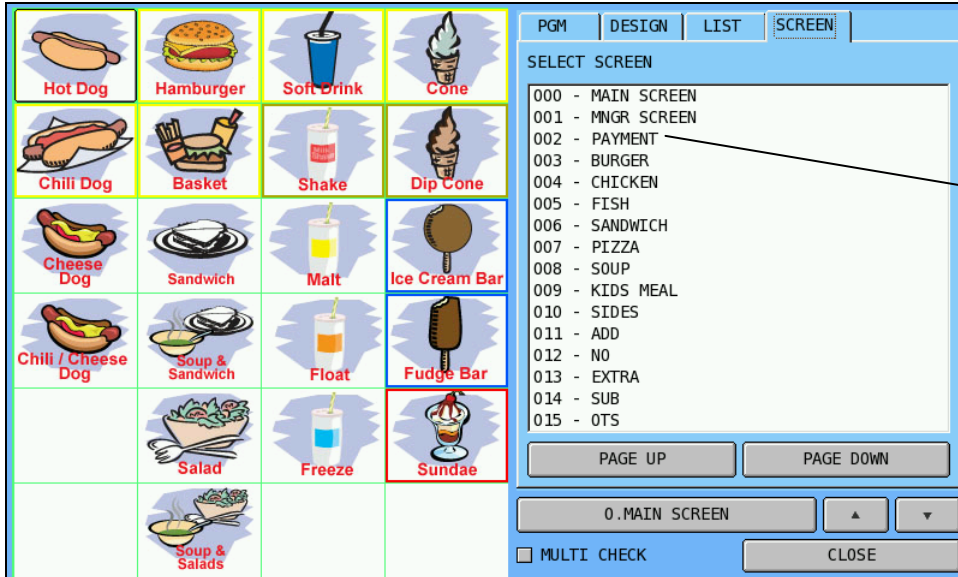 Hot Dog
Hamburger
Soft Drink
Cone
Chili Dog
Basket
Shake
Dip Cone
Cheese
Dog
Sandwich
Malt
Ice Cream Bar
Chili / Cheese
Dog
Soup &
Sandwich
Float
Fudge Bar
Salad
Freeze
Sundae
Soup &
Salads
PGM
DESIGN
LIST
SCREEN
SELECT SCREEN
000 - MAIN SCREEN
001 - MNGR SCREEN
002 - PAYMENT
003 - BURGER
004 - CHICKEN
005 - FISH
006 - SANDWICH
007 - PIZZA
008 - SOUP
009 - KIDS MEAL
010 - SIDES
011 - ADD
012 - NO
013 - EXTRA
014 - SUB
015 - OTS
PAGE UP
PAGE DOWN
0.MAIN SCREEN
MULTI CHECK
CLOSE